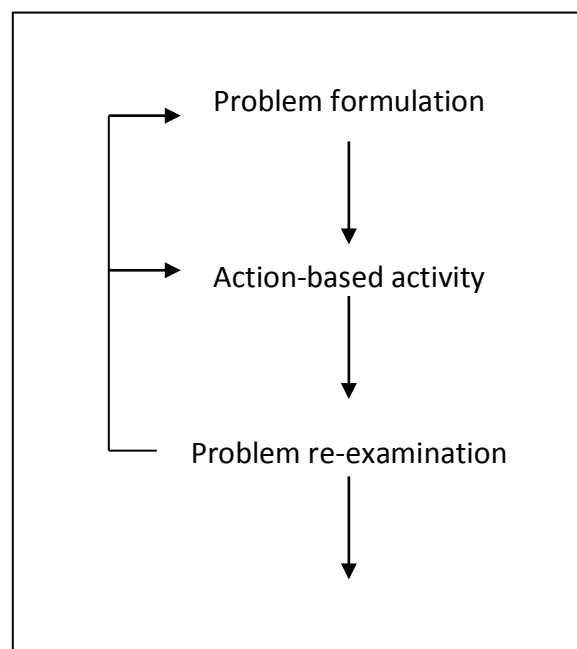 Problem formulation
Action-based activity
Problem re-examination